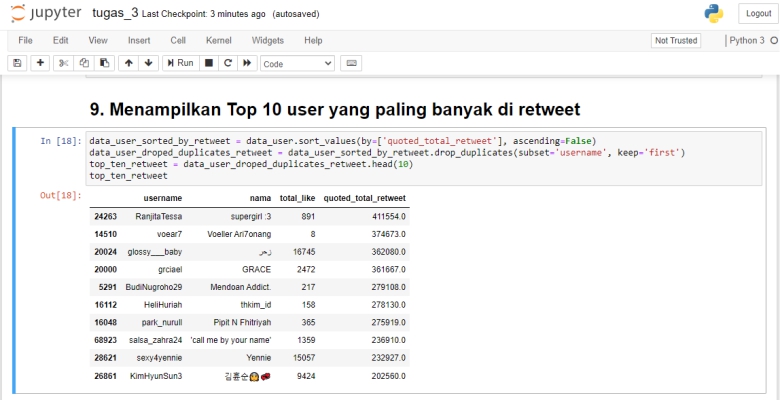 jupyter tugas_3 Last Checkpoint: 3 minutes ago (autosaved) Logout
File Edit View Insert Cell Kernel Widgets Help Not Trusted Python 3
Run Code
9. Menampilkan Top 10 user yang paling banyak di retweet
In [18]: data_user_sorted_by_retweet = data_user.sort_values(by=['quoted_total_retweet'], ascending=False)
data_user_droped_duplicates_retweet = data_user_sorted_by_retweet.drop_duplicates(subset='username', keep='first')
top_ten_retweet = data_user_droped_duplicates_retweet.head(10)
top_ten_retweet
Out[18]:
username nama total_like quoted_total_retweet
24263 RanjitaTessa supergirl :3 891 411554.0
14510 voear7 Voeller Ari7onang 8 374673.0
20024 glossy___baby 16745 362080.0
20000 grciael GRACE 2472 361667.0
5291 BudiNugroho29 Mendoan Addict. 217 279108.0
16112 HeliHuriah thkim_id 158 278130.0
16048 park_nurull Pipit N Fhitriyah 365 275919.0
68923 salsa_zahra24 'call me by your name' 1359 236910.0
28621 sexy4yennie Yennie 15057 232927.0
26861 KimHyunSun3 9424 202560.0